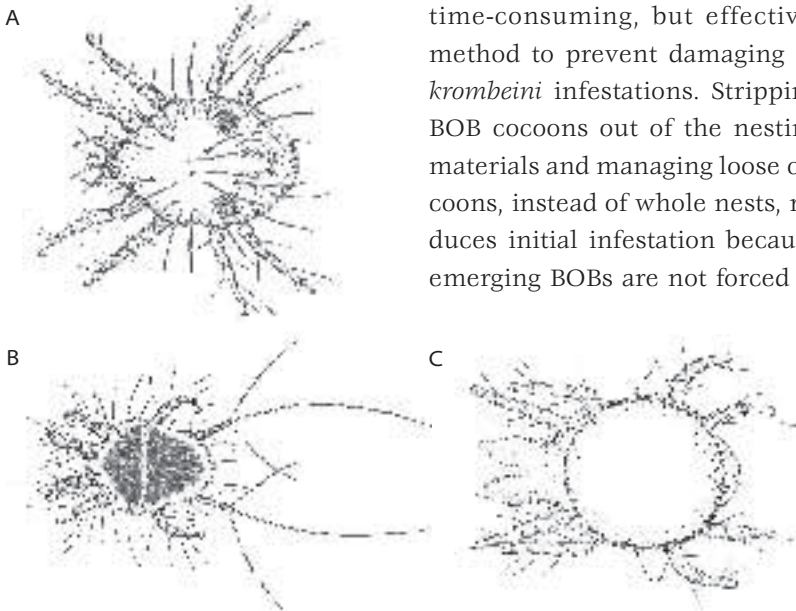 A
time-consuming, but effectiv
method to prevent damaging
krombeini infestations. Strippin
BOB cocoons out of the nestin
materials and managing loose c
coons, instead of whole nests, r
duces initial infestation becau
emerging BOBs are not forced
B
C